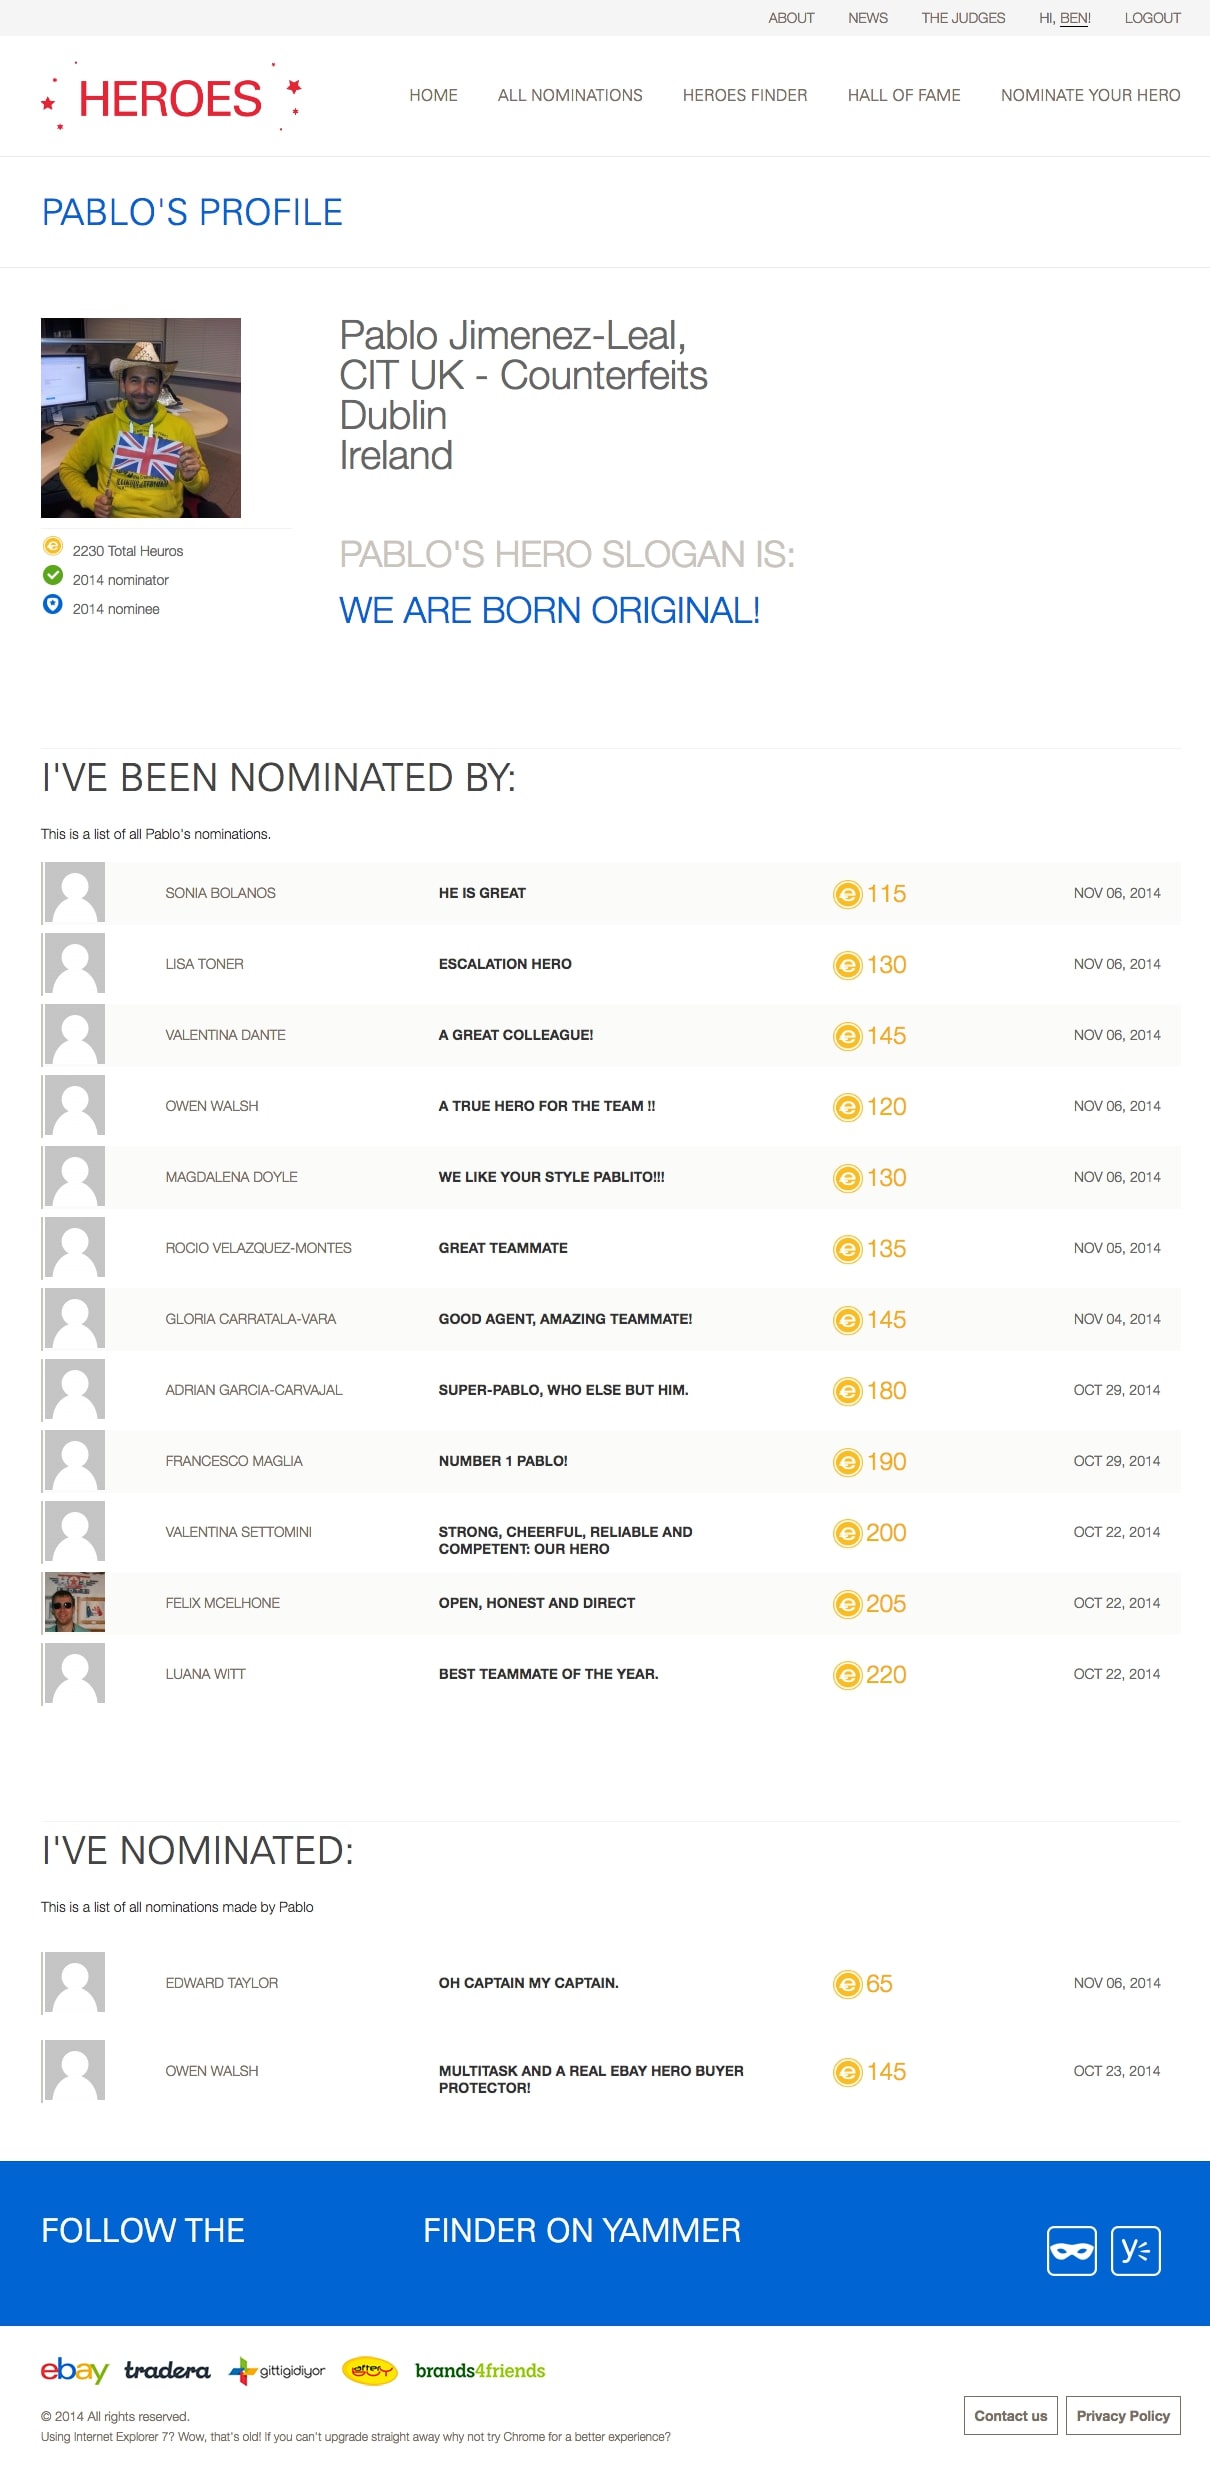 ABOUT NEWS THE JUDGES HI, BEN! LOGOUT
HEROES
HOME ALL NOMINATIONS HEROES FINDER HALL OF FAME NOMINATE YOUR HERO
PABLO'S PROFILE
Pablo Jimenez-Leal,
CIT UK - Counterfeits
Dublin
Ireland
2230 Total Heuros
2014 nominator
2014 nominee
PABLO'S HERO SLOGAN IS:
WE ARE BORN ORIGINAL!
I'VE BEEN NOMINATED BY:
This is a list of all Pablo's nominations.
SONIA BOLANOS HE IS GREAT 115 NOV 06, 2014
LISA TONER ESCALATION HERO 130 NOV 06, 2014
VALENTINA DANTE A GREAT COLLEAGUE! 145 NOV 06, 2014
OWEN WALSH A TRUE HERO FOR THE TEAM !! 120 NOV 06, 2014
MAGDALENA DOYLE WE LIKE YOUR STYLE PABLITO!!! 130 NOV 06, 2014
ROCIO VELAZQUEZ-MONTES GREAT TEAMMATE 135 NOV 05, 2014
GLORIA CARRATALA-VARA GOOD AGENT, AMAZING TEAMMATE! 145 NOV 04, 2014
ADRIAN GARCIA-CARVAJAL SUPER-PABLO, WHO ELSE BUT HIM. 180 OCT 29, 2014
FRANCESCO MAGLIA NUMBER 1 PABLO! 190 OCT 29, 2014
VALENTINA SETTOMINI STRONG, CHEERFUL, RELIABLE AND 200 OCT 22, 2014
COMPETENT: OUR HERO
FELIX MCELHONE OPEN, HONEST AND DIRECT 205 OCT 22, 2014
LUANA WITT BEST TEAMMATE OF THE YEAR. 220 OCT 22, 2014
I'VE NOMINATED:
This is a list of all nominations made by Pablo
EDWARD TAYLOR OH CAPTAIN MY CAPTAIN. 65 NOV 06, 2014
OWEN WALSH MULTITASK AND A REAL EBAY HERO BUYER 145 OCT 23, 2014
PROTECTOR!
FOLLOW THE FINDER ON YAMMER
ebay tradera gittigidiyor afterbuy brands4friends
© 2014 All rights reserved.
Using Internet Explorer 7? Wow, that's old! If you can't upgrade straight away why not try Chrome for a better experience?
Contact us Privacy Policy